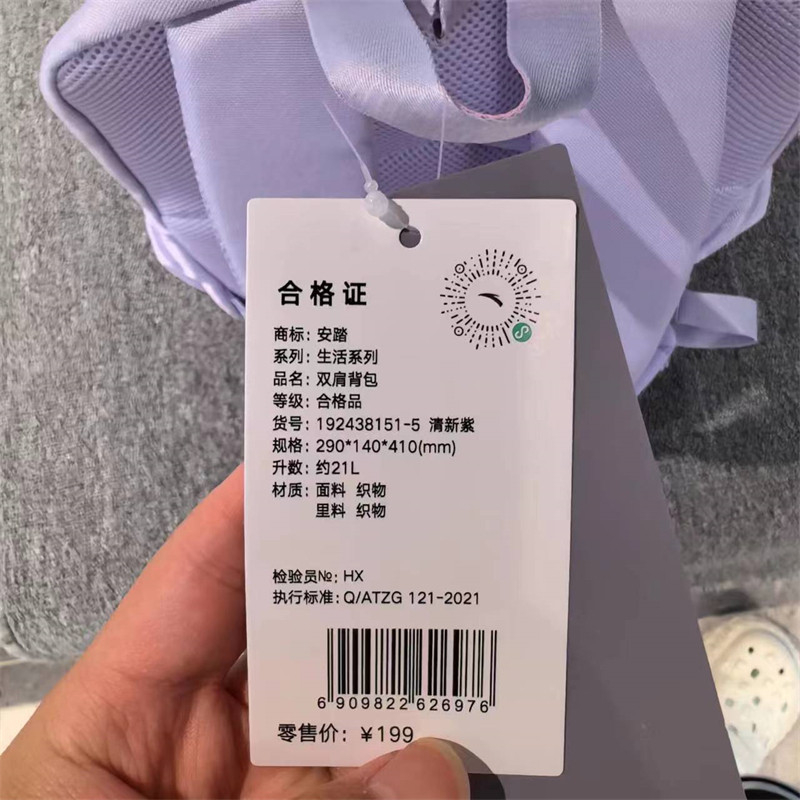 合格证
商标: 安踏
系列: 生活系列
品名: 双肩背包
等级: 合格品
货号: 192438151-5 清新紫
规格: 290*140*410(mm)
升数: 约21L
材质: 面料 织物
里料 织物
检验员№: HX
执行标准: Q/ATZG 121-2021
6 909822 626976
零售价: ¥199